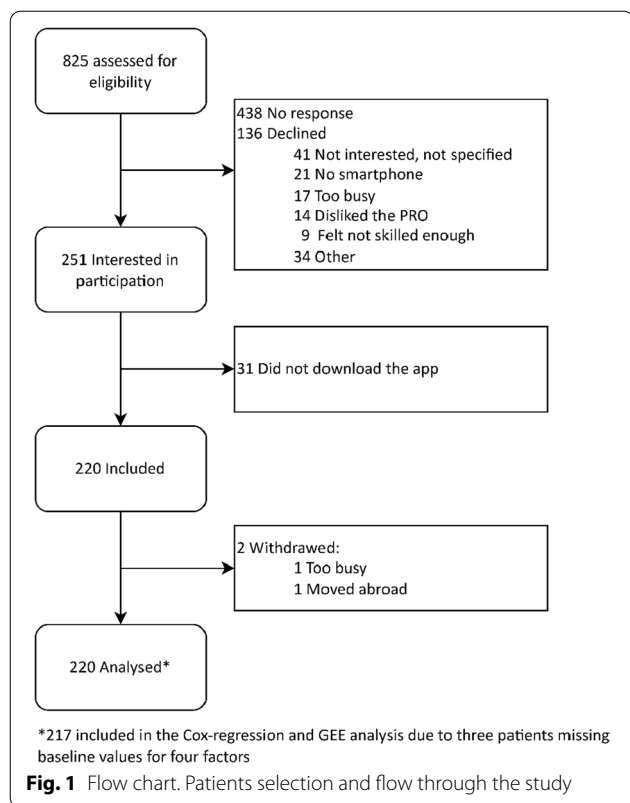 825 assessed for
eligibility
438 No response
136 Declined
41 Not interested, not specified
21 No smartphone
17 Too busy
14 Disliked the PRO
9 Felt not skilled enough
34 Other
251 Interested in
participation
31 Did not download the app
220 Included
2 Withdrawed:
1 Too busy
1 Moved abroad
220 Analysed*
*217 included in the Cox-regression and GEE analysis due to three patients missing
baseline values for four factors
Fig. 1 Flow chart. Patients selection and flow through the study